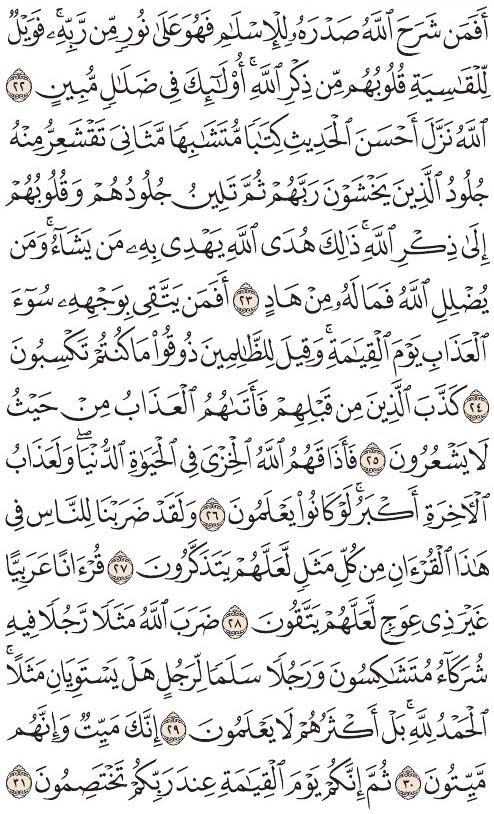 أَفَمَن شَرَحَ ٱللَّهُ صَدْرَهُۥ لِلْإِسْلَٰمِ فَهُوَ عَلَىٰ نُورٍ مِّن رَّبِّهِۦ ۚ فَوَيْلٌ
لِّلْقَٰسِيَةِ قُلُوبُهُم مِّن ذِكْرِ ٱللَّهِ ۚ أُو۟لَٰٓئِكَ فِى ضَلَٰلٍ مُّبِينٍ ٢٢
ٱللَّهُ نَزَّلَ أَحْسَنَ ٱلْحَدِيثِ كِتَٰبًا مُّتَشَٰبِهًا مَّثَانِىَ تَقْشَعِرُّ مِنْهُ
جُلُودُ ٱلَّذِينَ يَخْشَوْنَ رَبَّهُمْ ثُمَّ تَلِينُ جُلُودُهُمْ وَقُلُوبُهُمْ
إِلَىٰ ذِكْرِ ٱللَّهِ ۚ ذَٰلِكَ هُدَى ٱللَّهِ يَهْدِى بِهِۦ مَن يَشَآءُ ۚ وَمَن
يُضْلِلِ ٱللَّهُ فَمَا لَهُۥ مِنْ هَادٍ ٢٣ أَفَمَن يَتَّقِى بِوَجْهِهِۦ سُوٓءَ
ٱلْعَذَابِ يَوْمَ ٱلْقِيَٰمَةِ ۚ وَقِيلَ لِلظَّٰلِمِينَ ذُوقُوا۟ مَا كُنتُمْ تَكْسِبُونَ
٢٤ كَذَّبَ ٱلَّذِينَ مِن قَبْلِهِمْ فَأَتَىٰهُمُ ٱلْعَذَابُ مِنْ حَيْثُ
لَا يَشْعُرُونَ ٢٥ فَأَذَاقَهُمُ ٱللَّهُ ٱلْخِزْىَ فِى ٱلْحَيَوٰةِ ٱلدُّنْيَا ۖ وَلَعَذَابُ
ٱلْءَاخِرَةِ أَكْبَرُ ۚ لَوْ كَانُوا۟ يَعْلَمُونَ ٢٦ وَلَقَدْ ضَرَبْنَا لِلنَّاسِ فِى
هَٰذَا ٱلْقُرْءَانِ مِن كُلِّ مَثَلٍ لَّعَلَّهُمْ يَتَذَكَّرُونَ ٢٧ قُرْءَانًا عَرَبِيًّا
غَيْرَ ذِى عِوَجٍ لَّعَلَّهُمْ يَتَّقُونَ ٢٨ ضَرَبَ ٱللَّهُ مَثَلًا رَّجُلًا فِيهِ
شُرَكَآءُ مُتَشَٰكِسُونَ وَرَجُلًا سَلَمًا لِّرَجُلٍ هَلْ يَسْتَوِيَانِ مَثَلًا ۚ
ٱلْحَمْدُ لِلَّهِ ۚ بَلْ أَكْثَرُهُمْ لَا يَعْلَمُونَ ٢٩ إِنَّكَ مَيِّتٌ وَإِنَّهُم
مَّيِّتُونَ ٣٠ ثُمَّ إِنَّكُمْ يَوْمَ ٱلْقِيَٰمَةِ عِندَ رَبِّكُمْ تَخْتَصِمُونَ ٣١